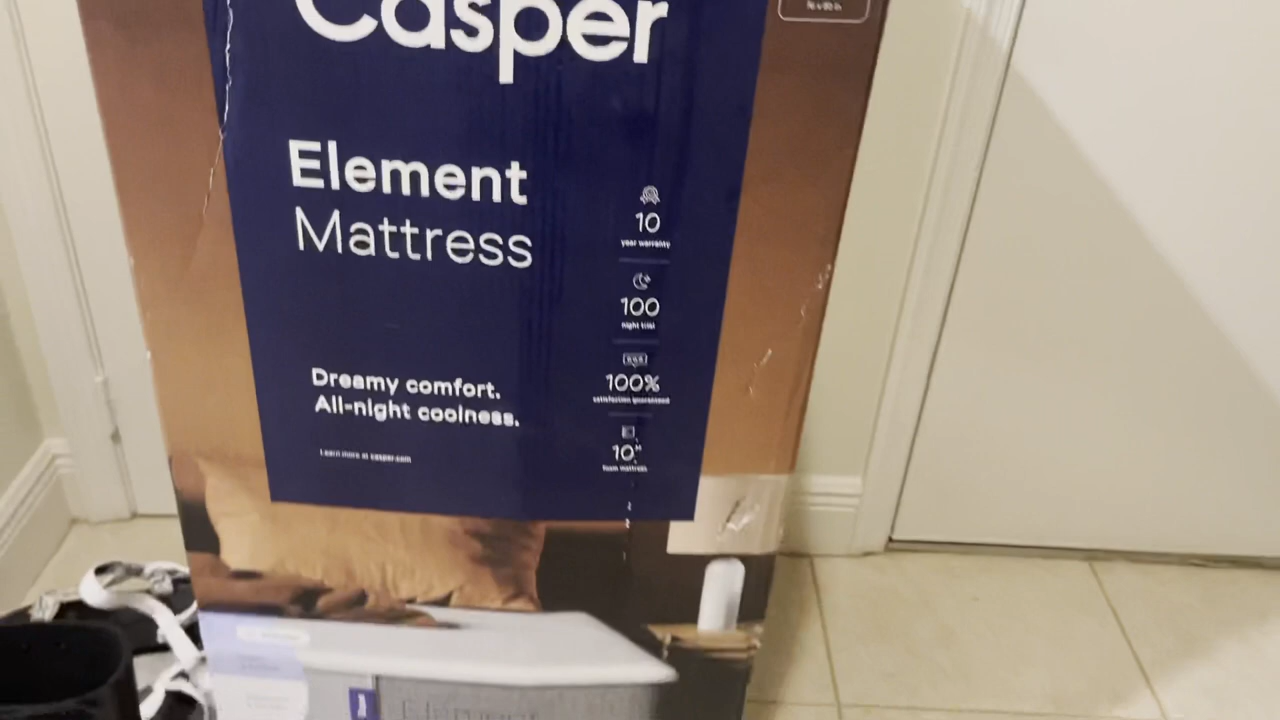 Casper
Element
Mattress
10
year warranty
100
night trial
100%
satisfaction guaranteed
10"
foam mattress
Dreamy comfort.
All-night coolness.
Learn more at casper.com
Element